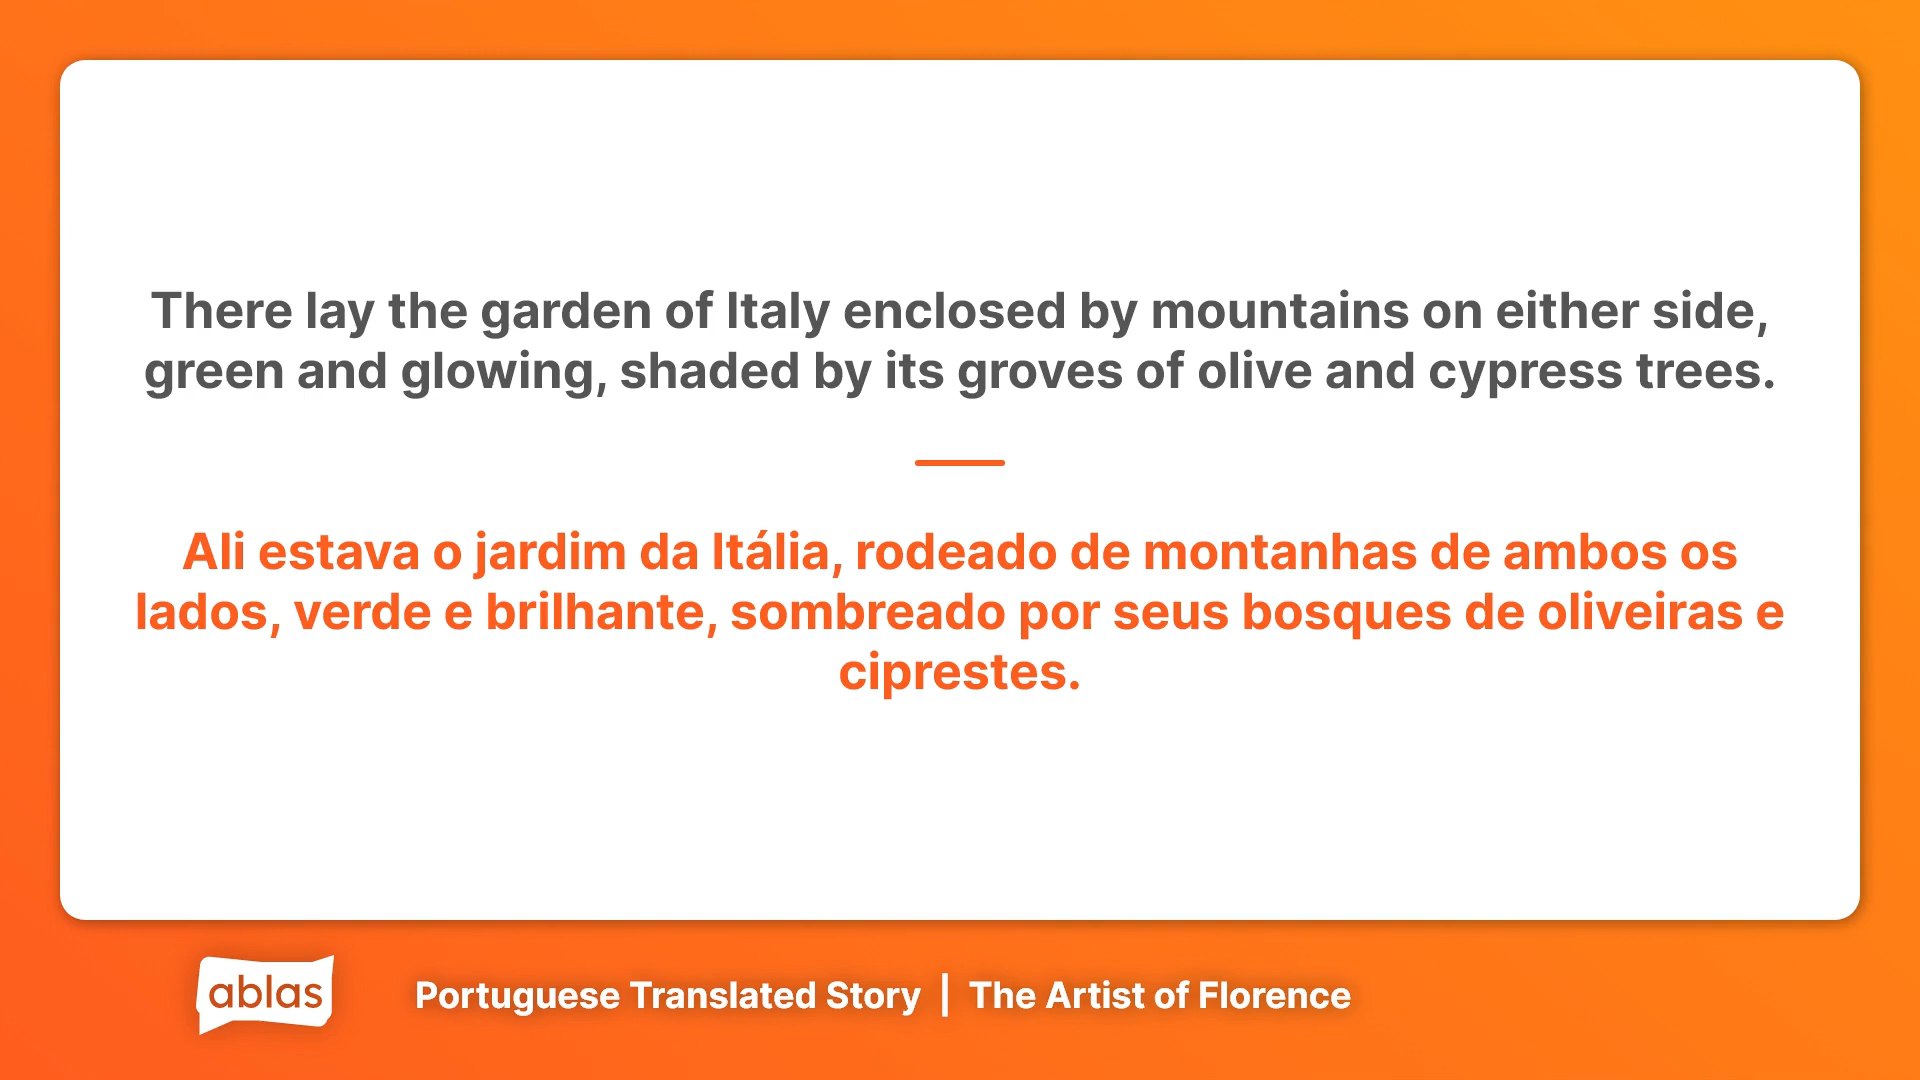 There lay the garden of Italy enclosed by mountains on either side,
green and glowing, shaded by its groves of olive and cypress trees.
Ali estava o jardim da Itália, rodeado de montanhas de ambos os
lados, verde e brilhante, sombreado por seus bosques de oliveiras e
ciprestes.
ablas
Portuguese Translated Story | The Artist of Florence